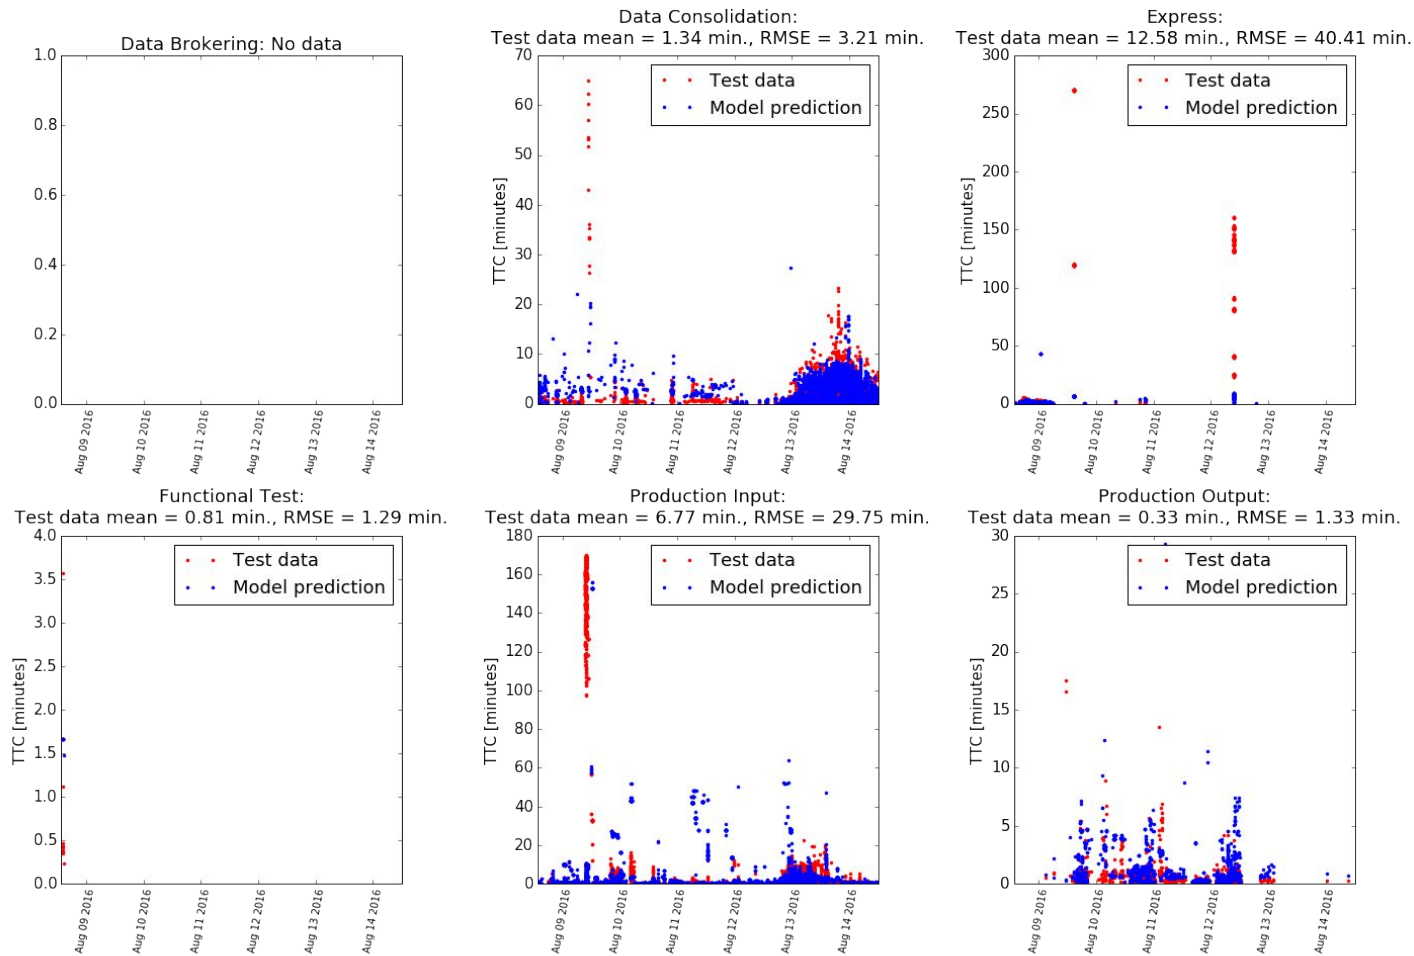 Data Brokering: No data
1.0
0.8
0.6
0.4
0.2
0.0
Aug 09 2016
Aug 10 2016
Aug 11 2016
Aug 12 2016
Aug 13 2016
Aug 14 2016
Data Consolidation:
Test data mean = 1.34 min., RMSE = 3.21 min.
Test data
Model prediction
TTC [minutes]
70
60
50
40
30
20
10
0
Aug 09 2016
Aug 10 2016
Aug 11 2016
Aug 12 2016
Aug 13 2016
Aug 14 2016
Express:
Test data mean = 12.58 min., RMSE = 40.41 min.
Test data
Model prediction
TTC [minutes]
300
250
200
150
100
50
0
Aug 09 2016
Aug 10 2016
Aug 11 2016
Aug 12 2016
Aug 13 2016
Aug 14 2016
Functional Test:
Test data mean = 0.81 min., RMSE = 1.29 min.
Test data
Model prediction
TTC [minutes]
4.0
3.5
3.0
2.5
2.0
1.5
1.0
0.5
0.0
Aug 09 2016
Aug 10 2016
Aug 11 2016
Aug 12 2016
Aug 13 2016
Aug 14 2016
Production Input:
Test data mean = 6.77 min., RMSE = 29.75 min.
Test data
Model prediction
TTC [minutes]
180
160
140
120
100
80
60
40
20
0
Aug 09 2016
Aug 10 2016
Aug 11 2016
Aug 12 2016
Aug 13 2016
Aug 14 2016
Production Output:
Test data mean = 0.33 min., RMSE = 1.33 min.
Test data
Model prediction
TTC [minutes]
30
25
20
15
10
5
0
Aug 09 2016
Aug 10 2016
Aug 11 2016
Aug 12 2016
Aug 13 2016
Aug 14 2016